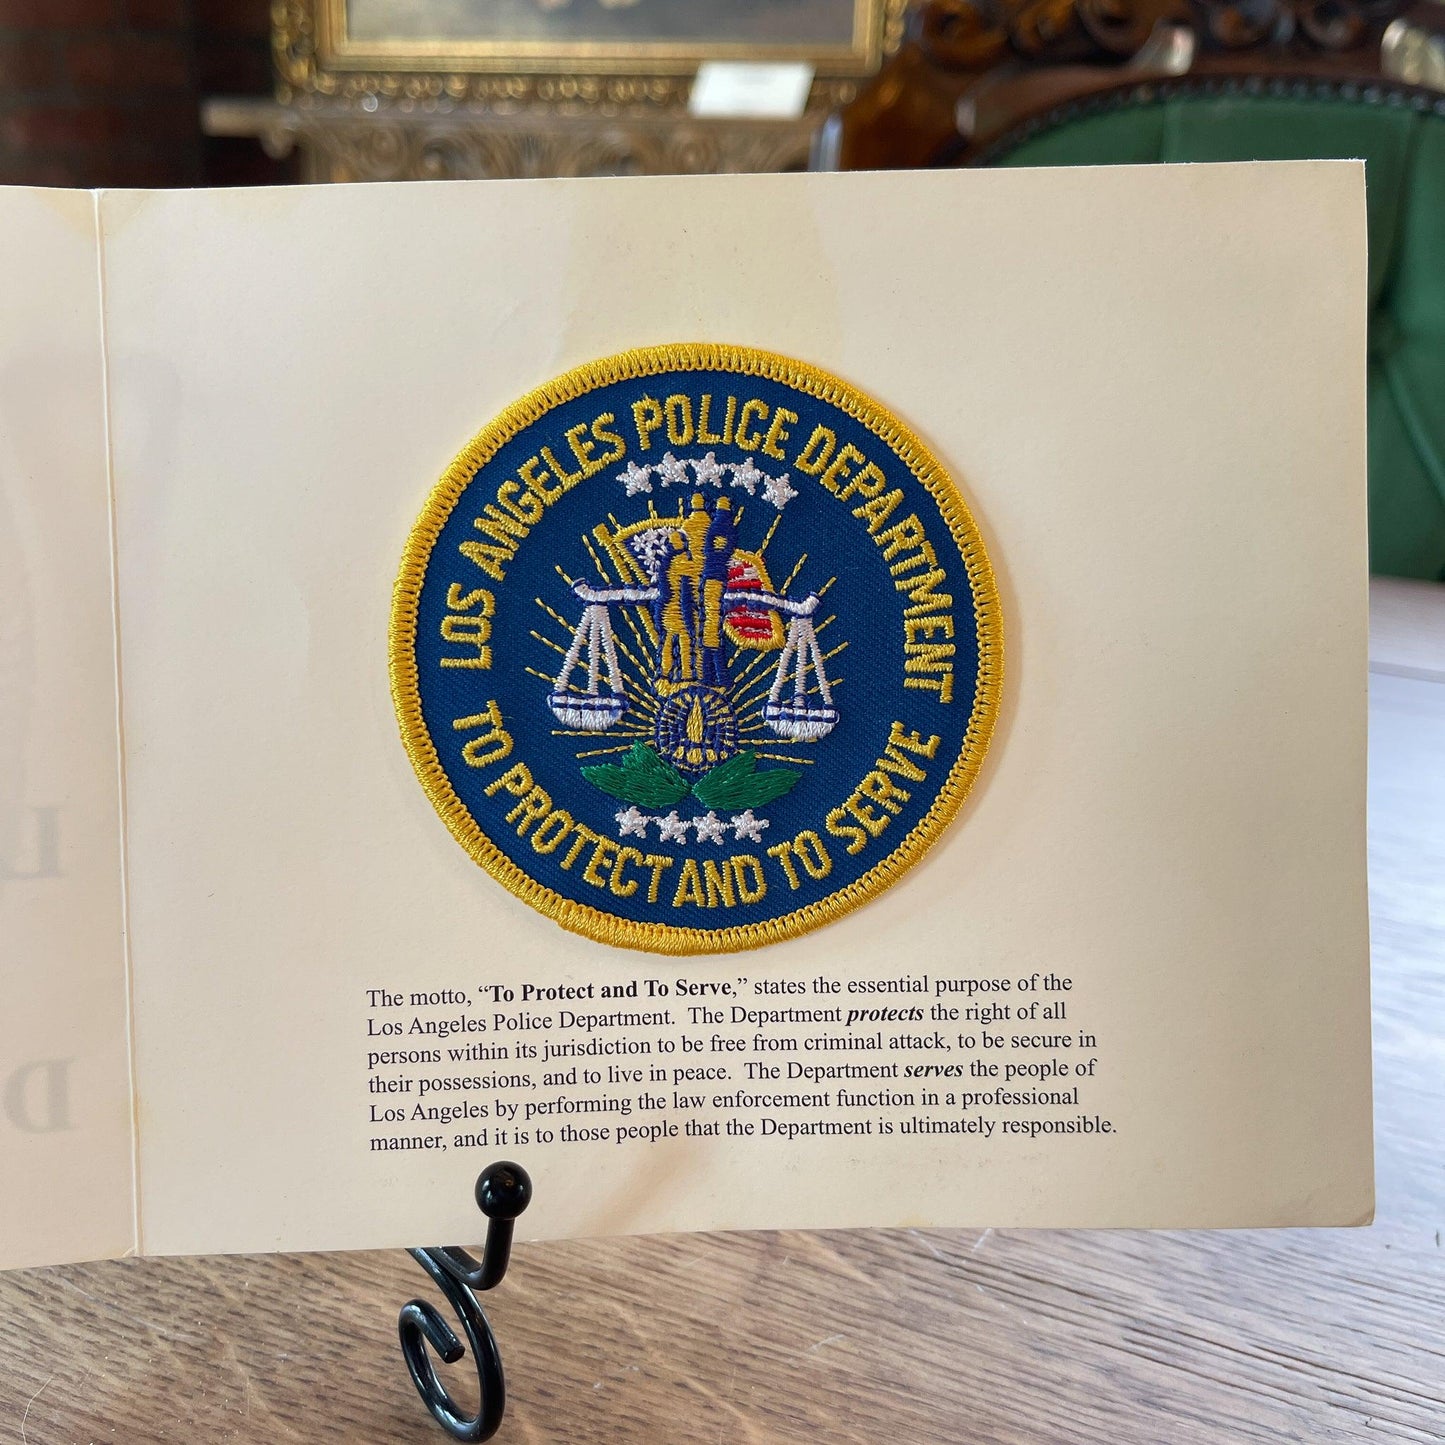 LOS ANGELES POLICE DEPARTMENT
TO PROTECT AND TO SERVE
The motto, “To Protect and To Serve,” states the essential purpose of the
Los Angeles Police Department.  The Department protects the right of all
persons within its jurisdiction to be free from criminal attack, to be secure in
their possessions, and to live in peace.  The Department serves the people of
Los Angeles by performing the law enforcement function in a professional
manner, and it is to those people that the Department is ultimately responsible.